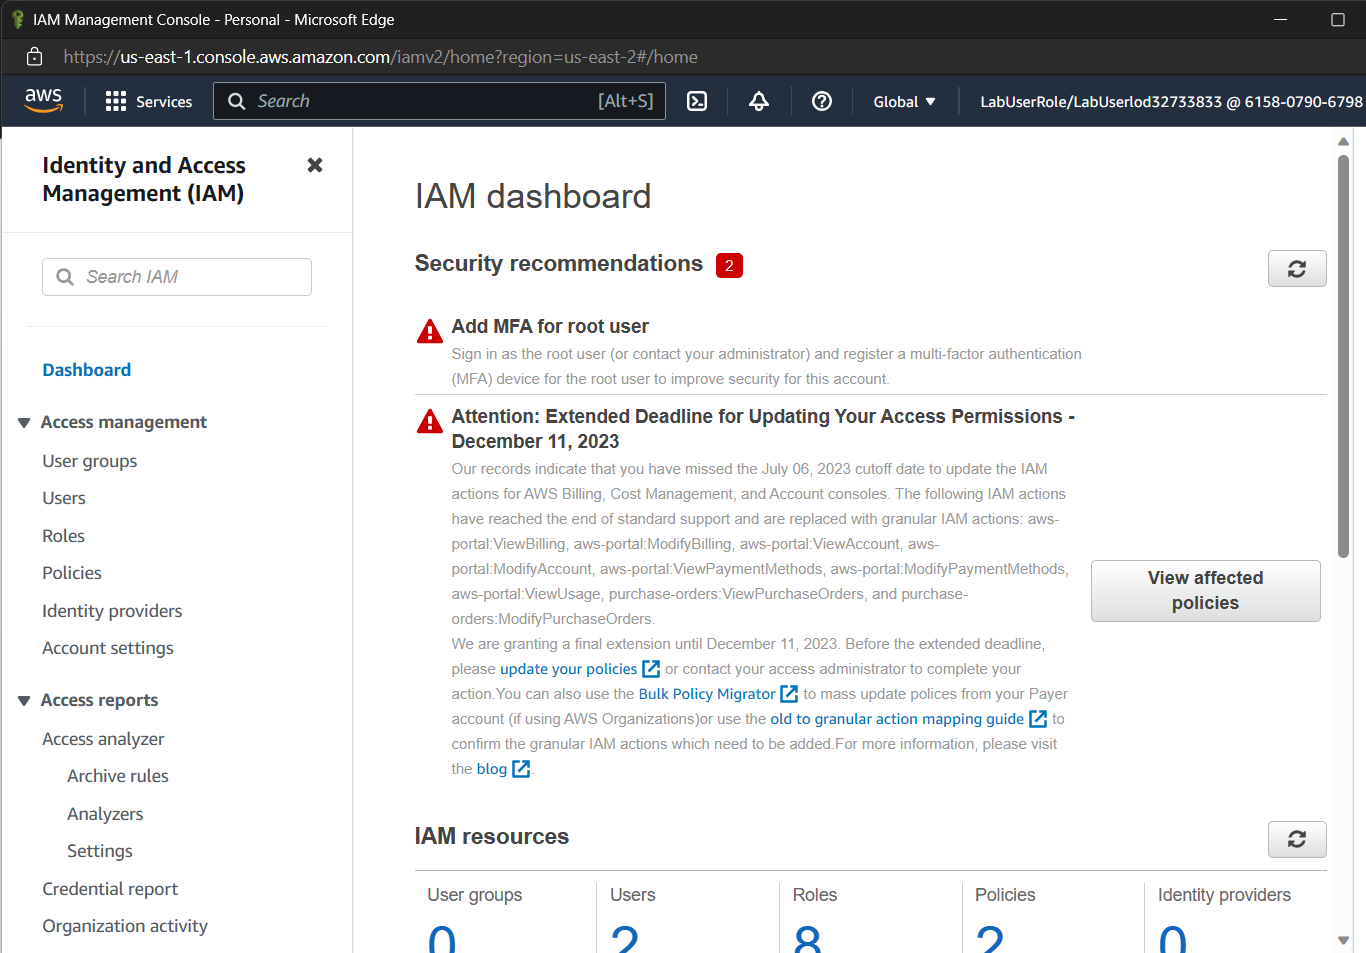 IAM Management Console - Personal - Microsoft Edge
https://us-east-1.console.aws.amazon.com/iamv2/home?region=us-east-2#/home
aws
Services
Search
[Alt+S]
Global
LabUserRole/LabUserlod32733833 @ 6158-0790-6798
Identity and Access
Management (IAM)
Search IAM
Dashboard
Access management
User groups
Users
Roles
Policies
Identity providers
Account settings
Access reports
Access analyzer
Archive rules
Analyzers
Settings
Credential report
Organization activity
IAM dashboard
Security recommendations 2
Add MFA for root user
Sign in as the root user (or contact your administrator) and register a multi-factor authentication
(MFA) device for the root user to improve security for this account.
Attention: Extended Deadline for Updating Your Access Permissions -
December 11, 2023
Our records indicate that you have missed the July 06, 2023 cutoff date to update the IAM
actions for AWS Billing, Cost Management, and Account consoles. The following IAM actions
have reached the end of standard support and are replaced with granular IAM actions: aws-
portal:ViewBilling, aws-portal:ModifyBilling, aws-portal:ViewAccount, aws-
portal:ModifyAccount, aws-portal:ViewPaymentMethods, aws-portal:ModifyPaymentMethods,
aws-portal:ViewUsage, purchase-orders:ViewPurchaseOrders, and purchase-
orders:ModifyPurchaseOrders.
We are granting a final extension until December 11, 2023. Before the extended deadline,
please update your policies or contact your access administrator to complete your
action.You can also use the Bulk Policy Migrator to mass update polices from your Payer
account (if using AWS Organizations)or use the old to granular action mapping guide to
confirm the granular IAM actions which need to be added.For more information, please visit
the blog .
View affected
policies
IAM resources
User groups
0
Users
2
Roles
8
Policies
2
Identity providers
0